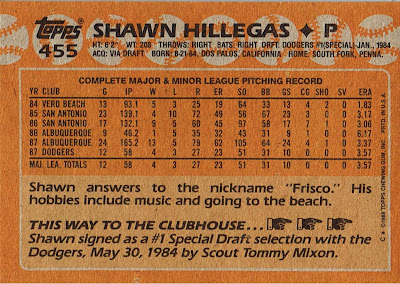 Topps
455
SHAWN HILLEGAS ✦ P
HT: 6'2" WT: 208 THROWS: RIGHT BATS: RIGHT DRFT: DODGERS #1(SPECIAL)-JAN., 1984
ACQ: VIA DRAFT BORN: 8-21-64, DOS PALOS, CALIFORNIA HOME: SOUTH FORK, PENNA.
COMPLETE MAJOR & MINOR LEAGUE PITCHING RECORD
YR CLUB G IP W L R ER SO BB GS CG SHO SV ERA
84 VERO BEACH 13 93.1 5 3 25 19 64 33 13 4 2 0 1.83
85 SAN ANTONIO 23 139.1 4 10 72 49 56 67 23 3 0 0 3.17
86 SAN ANTONIO 17 132.1 9 5 60 45 97 58 17 1 0 3.06
86 ALBUQUERQUE 9 46.2 1 5 35 32 43 31 9 0 0 6.17
87 ALBUQUERQUE 24 165.2 13 5 79 62 105 64 24 4 1 0 3.37
87 DODGERS 12 58 4 3 27 23 51 31 10 0 0 0 3.57
MAJ. LEA. TOTALS 12 58 4 3 27 23 51 31 10 0 0 0 3.57
Shawn answers to the nickname "Frisco." His
hobbies include music and going to the beach.
THIS WAY TO THE CLUBHOUSE...
Shawn signed as a #1 Special Draft selection with the
Dodgers, May 30, 1984 by Scout Tommy Mixon.
C ★ ©1988 TOPPS CHEWING GUM, INC. PRTD. IN U.S.A.